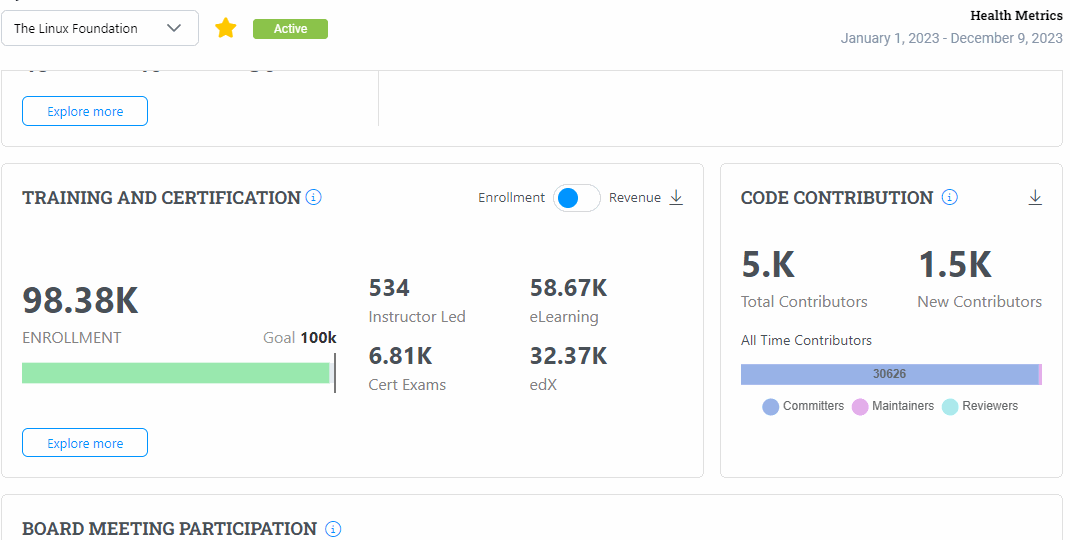 The Linux Foundation
Active
Health Metrics
January 1, 2023 - December 9, 2023
Explore more
TRAINING AND CERTIFICATION
Enrollment
Revenue
98.38K
ENROLLMENT
Goal 100k
534
Instructor Led
58.67K
eLearning
6.81K
Cert Exams
32.37K
edX
Explore more
CODE CONTRIBUTION
5.K
Total Contributors
1.5K
New Contributors
All Time Contributors
30626
Committers
Maintainers
Reviewers
BOARD MEETING PARTICIPATION